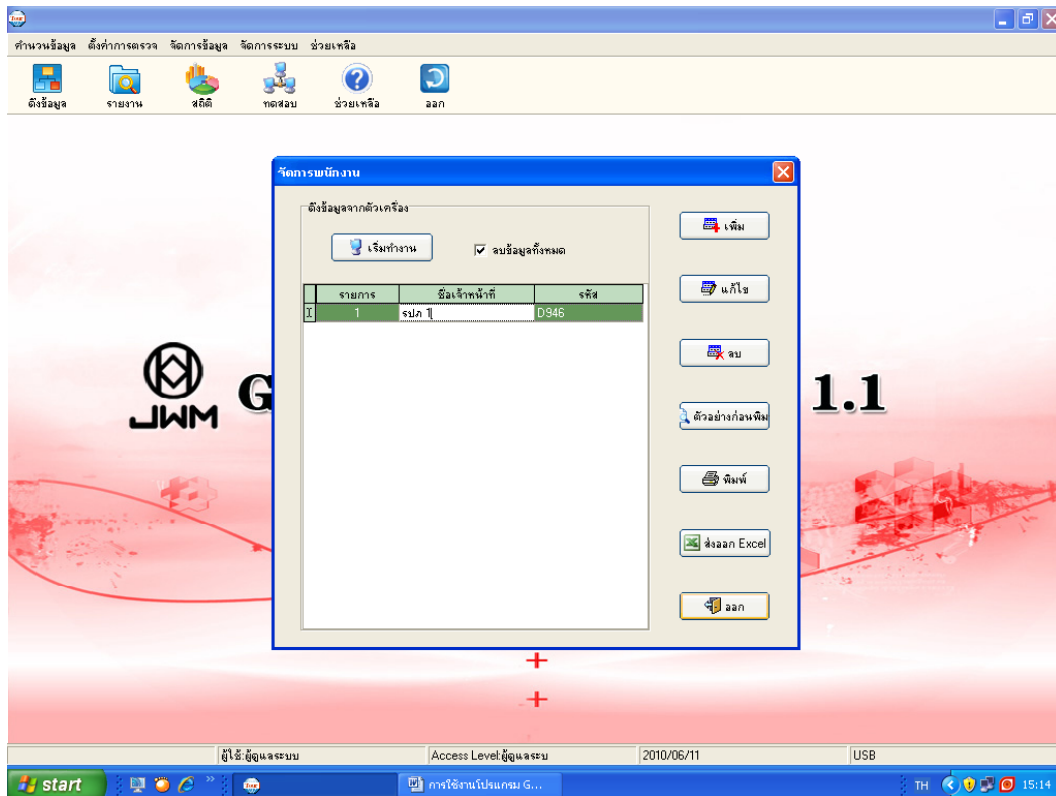 คำนวนข้อมูล ตั้งค่าการตรวจ จัดการข้อมูล จัดการระบบ ช่วยเหลือ
ดึงข้อมูล รายงาน สถิติ ทดสอบ ช่วยเหลือ ออก
จัดการพนักงาน
ดึงข้อมูลจากตัวเครื่อง
เริ่มทำงาน ลบข้อมูลทั้งหมด
เพิ่ม
แก้ไข
รายการ ชื่อเจ้าหน้าที่ รหัส
1 รปภ 1 D946
ลบ
JWM G 1.1
ตัวอย่างก่อนพิม
พิมพ์
ส่งออก Excel
ออก
ผู้ใช้:ผู้ดูแลระบบ Access Level:ผู้ดูแลระบ 2010/06/11 USB
start การใช้งานโปรแกรม G... TH 15:14